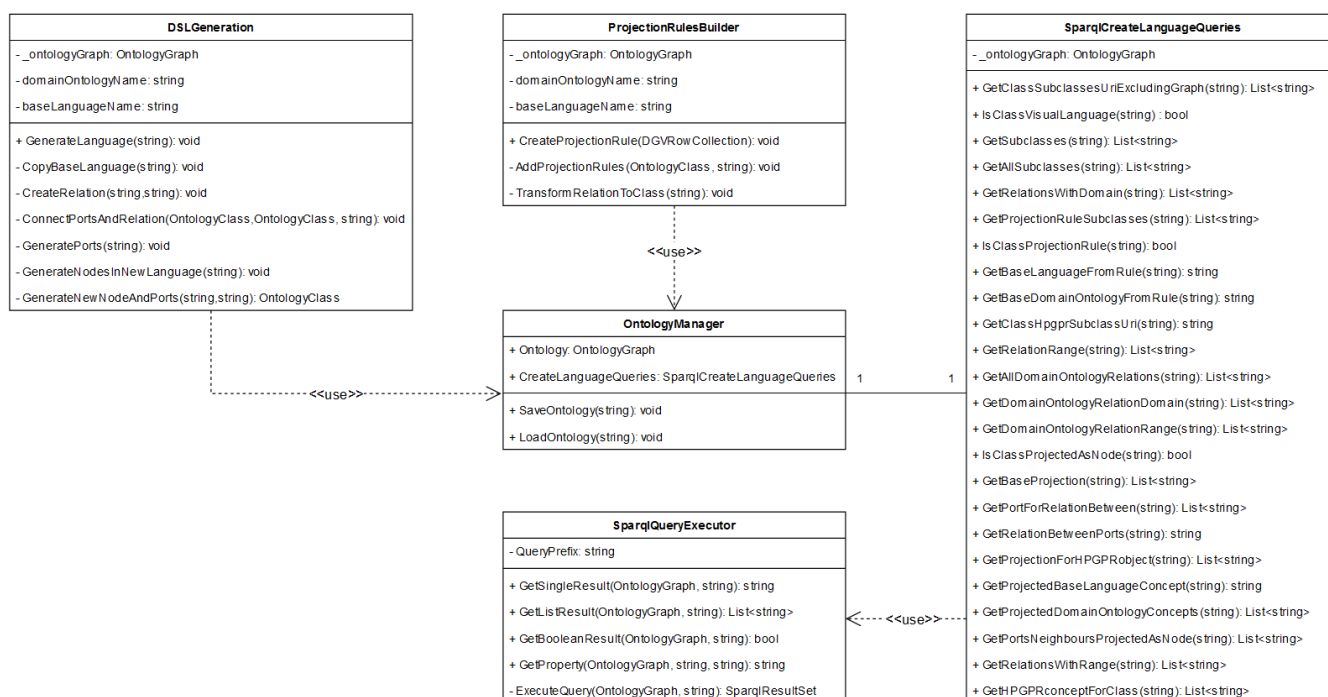 DSLGeneration
- _ontologyGraph: OntologyGraph
- domainOntologyName: string
- baseLanguageName: string
+ GenerateLanguage(string): void
- CopyBaseLanguage(string): void
- CreateRelation(string,string): void
- ConnectPortsAndRelation(OntologyClass,OntologyClass, string): void
- GeneratePorts(string): void
- GenerateNodesInNewLanguage(string): void
- GenerateNewNodeAndPorts(string,string): OntologyClass
ProjectionRulesBuilder
- _ontologyGraph: OntologyGraph
- domainOntologyName: string
- baseLanguageName: string
+ CreateProjectionRule(DGVRowCollection): void
- AddProjectionRules(OntologyClass, string): void
- TransformRelationToClass(string): void
<<use>>
<<use>>
OntologyManager
+ Ontology: OntologyGraph
+ CreateLanguageQueries: SparqlCreateLanguageQueries
+ SaveOntology(string): void
+ LoadOntology(string): void
1
1
SparqlQueryExecutor
- QueryPrefix: string
+ GetSingleResult(OntologyGraph, string): string
+ GetListResult(OntologyGraph, string): List<string>
+ GetBooleanResult(OntologyGraph, string): bool
+ GetProperty(OntologyGraph, string, string): string
- ExecuteQuery(OntologyGraph, string): SparqlResultSet
<<use>>
SparqlCreateLanguageQueries
- _ontologyGraph: OntologyGraph
+ GetClassSubclassesUriExcludingGraph(string): List<string>
+ IsClassVisualLanguage(string) : bool
+ GetSubclasses(string): List<string>
+ GetAllSubclasses(string): List<string>
+ GetRelationsWithDomain(string): List<string>
+ GetProjectionRuleSubclasses(string): List<string>
+ IsClassProjectionRule(string): bool
+ GetBaseLanguageFromRule(string): string
+ GetBaseDomainOntologyFromRule(string): string
+ GetClassHpgprSubclassUri(string): string
+ GetRelationRange(string): List<string>
+ GetAllDomainOntologyRelations(string): List<string>
+ GetDomainOntologyRelationDomain(string): List<string>
+ GetDomainOntologyRelationRange(string): List<string>
+ IsClassProjectedAsNode(string): bool
+ GetBaseProjection(string): List<string>
+ GetPortForRelationBetween(string): List<string>
+ GetRelationBetweenPorts(string): string
+ GetProjectionForHPGPRobject(string): List<string>
+ GetProjectedBaseLanguageConcept(string): string
+ GetProjectedDomainOntologyConcepts(string): List<string>
+ GetPortsNeighboursProjectedAsNode(string): List<string>
+ GetRelationsWithRange(string): List<string>
+ GetHPGPRconceptForClass(string): List<string>